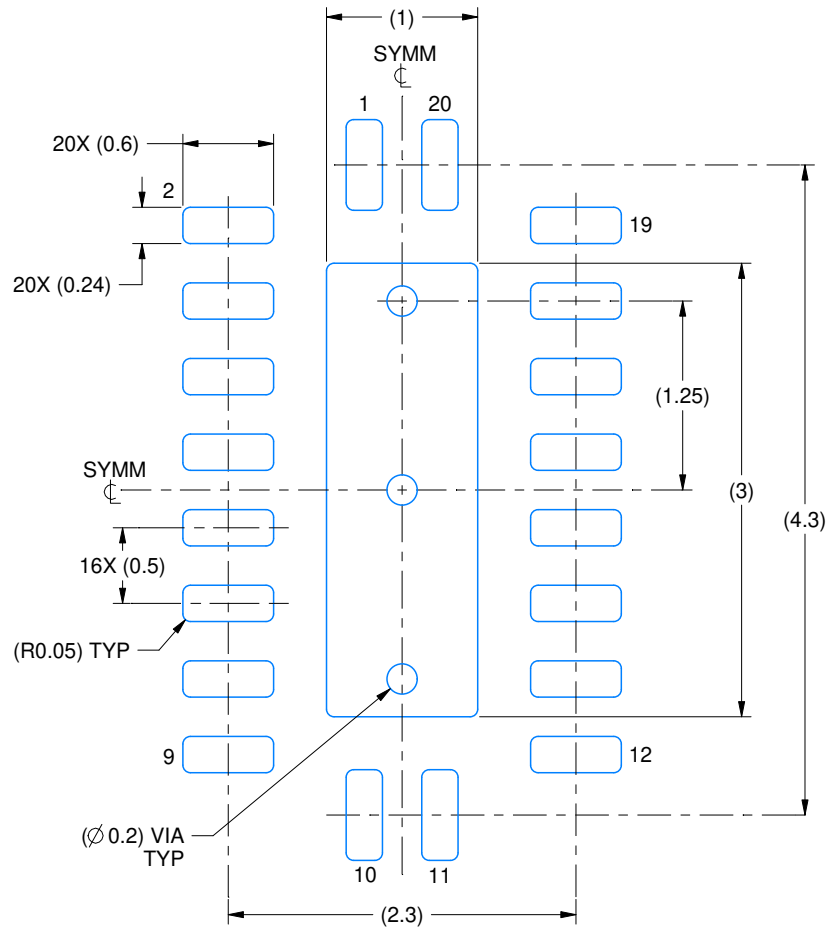 (1)
SYMM
℄
1
20
20X (0.6)
2
19
20X (0.24)
(1.25)
SYMM
℄
(3)
(4.3)
16X (0.5)
(R0.05) TYP
9
12
(∅ 0.2) VIA
TYP
10
11
(2.3)